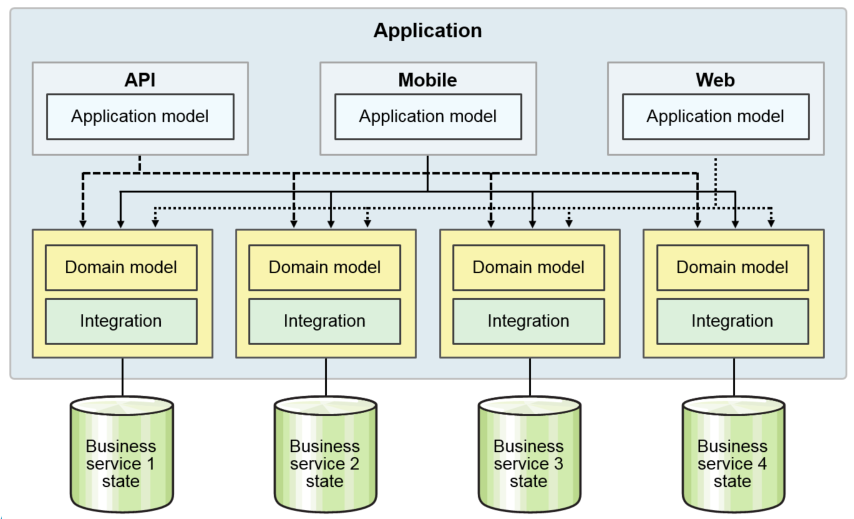 Application
API
Mobile
Web
Application model
Application model
Application model
Domain model
Domain model
Domain model
Domain model
Integration
Integration
Integration
Integration
Business
service 1
state
Business
service 2
state
Business
service 3
state
Business
service 4
state